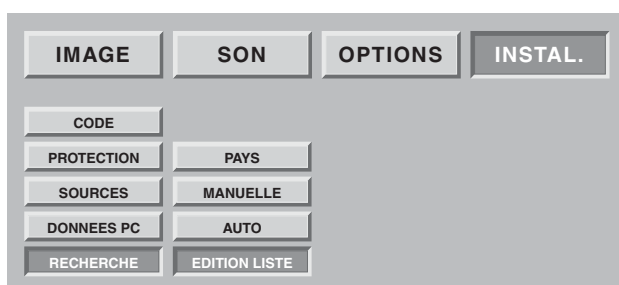 IMAGE SON OPTIONS INSTAL.
CODE
PROTECTION PAYS
SOURCES MANUELLE
DONNEES PC AUTO
RECHERCHE EDITION LISTE